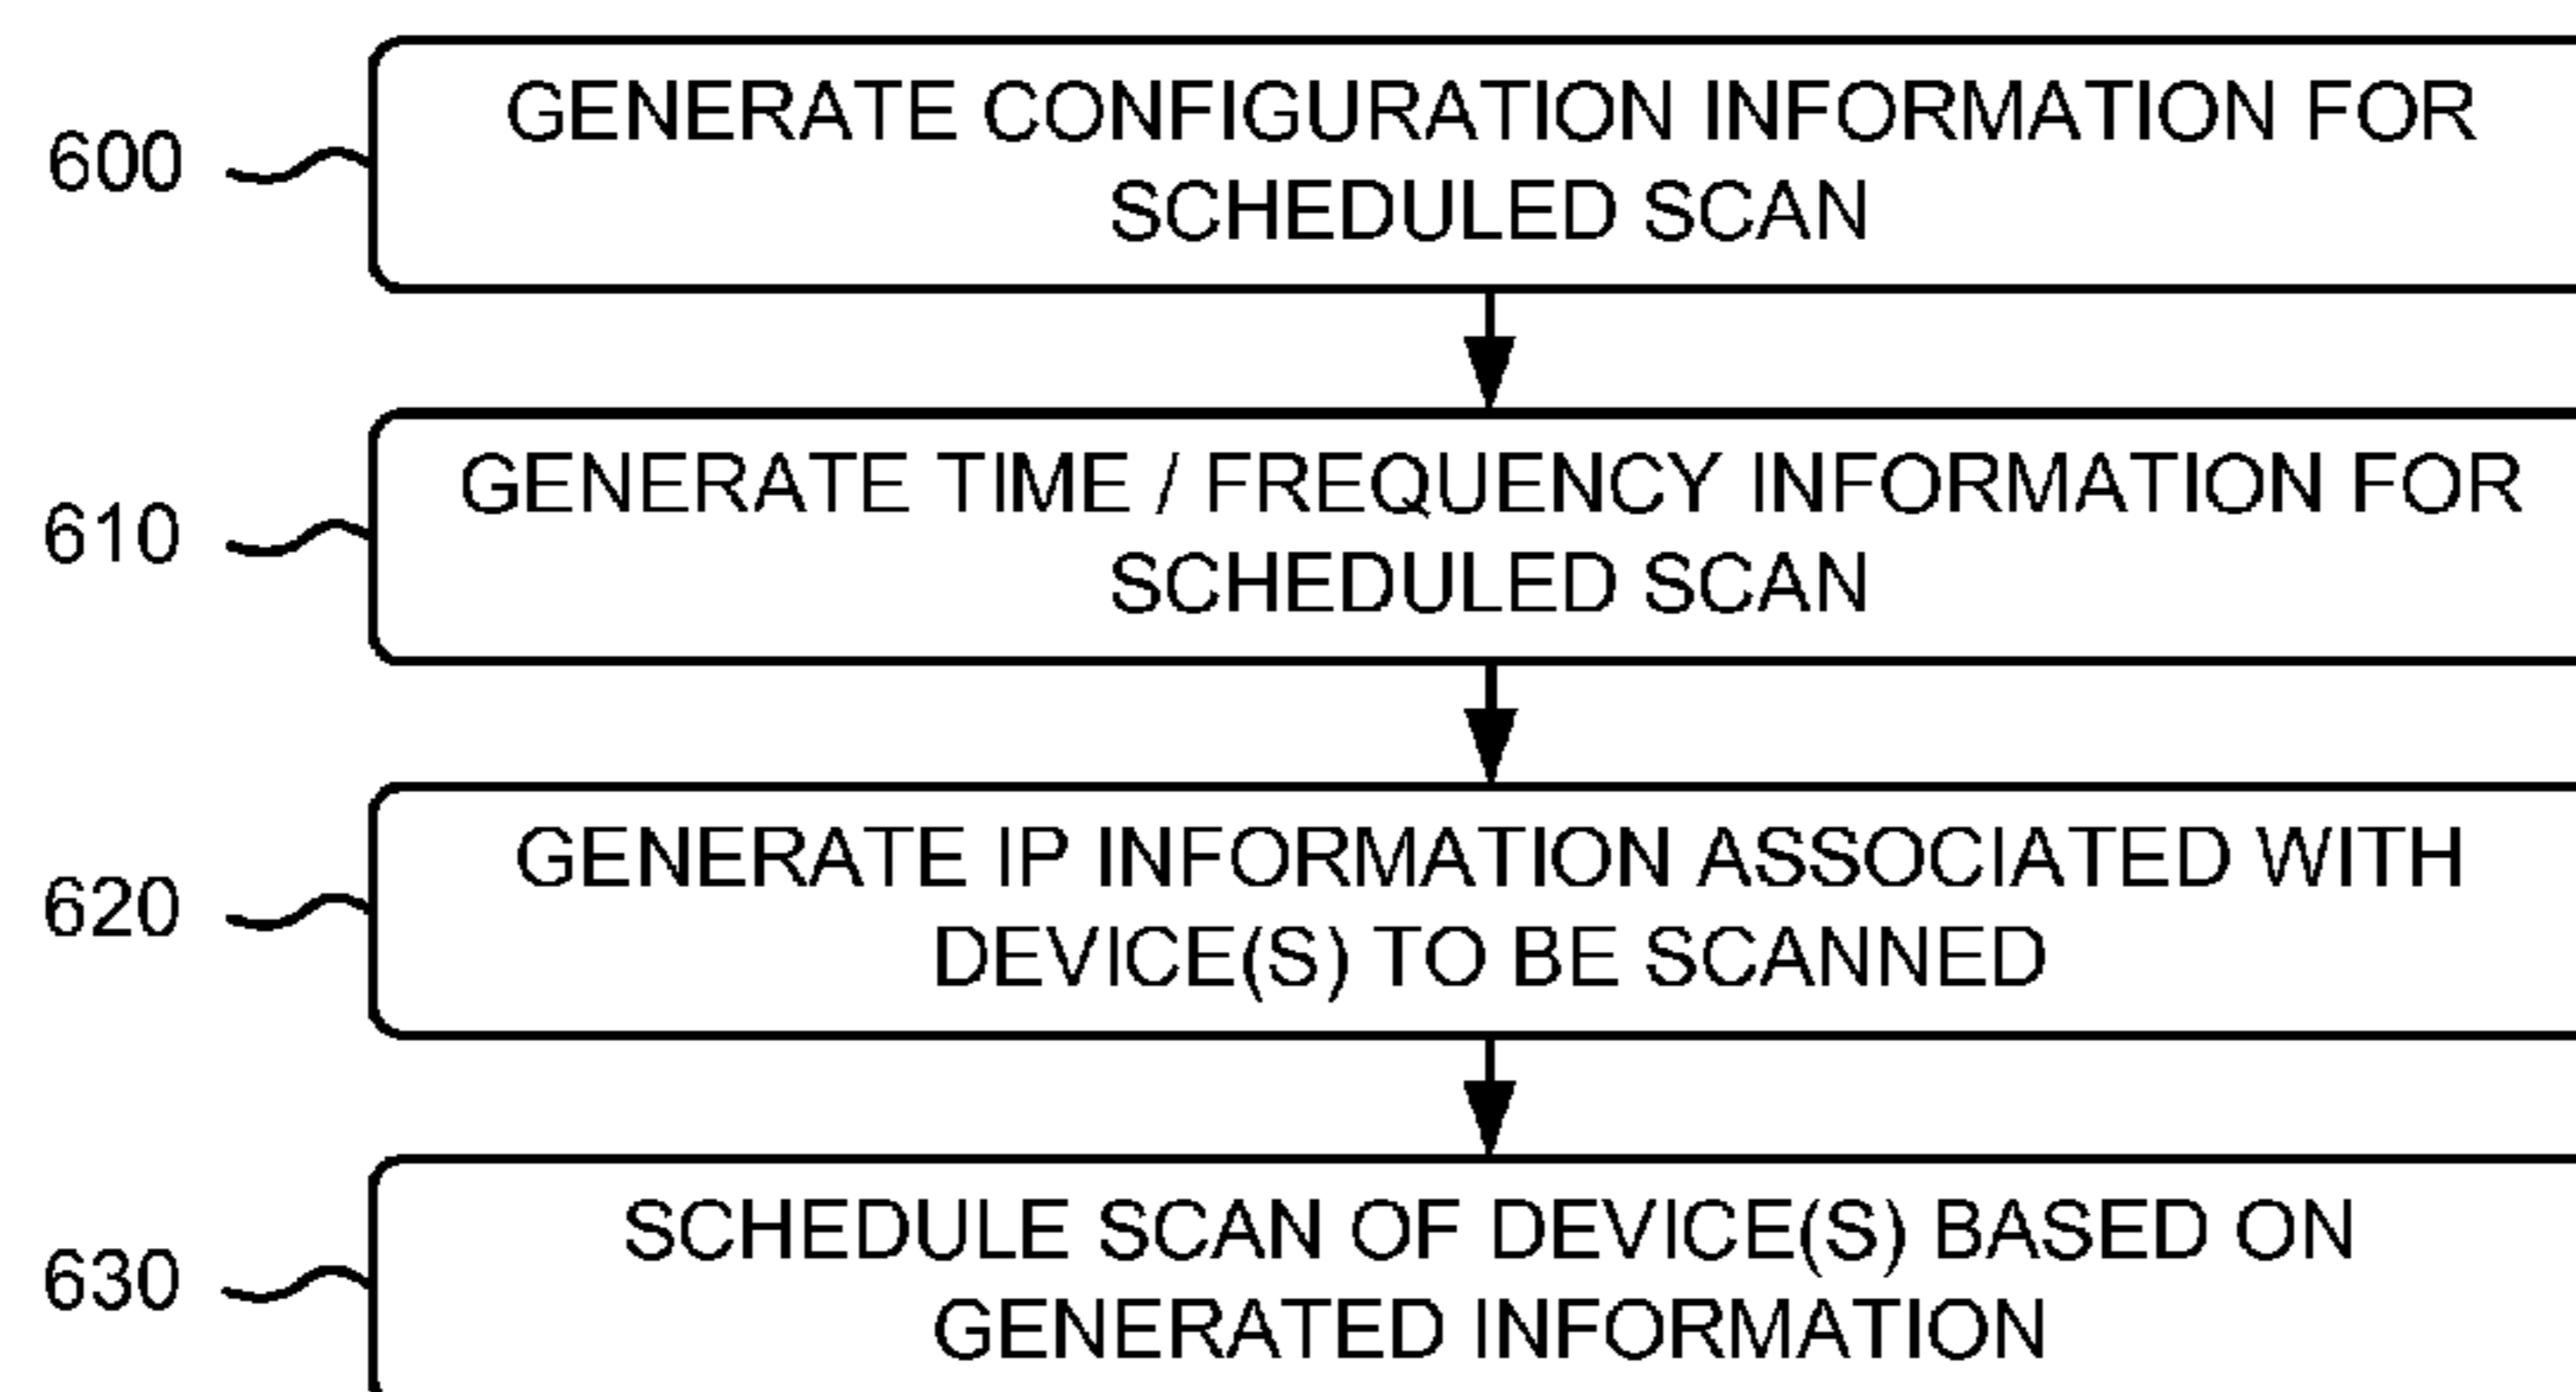 600
GENERATE CONFIGURATION INFORMATION FOR
SCHEDULED SCAN
610
GENERATE TIME / FREQUENCY INFORMATION FOR
SCHEDULED SCAN
620
GENERATE IP INFORMATION ASSOCIATED WITH
DEVICE(S) TO BE SCANNED
630
SCHEDULE SCAN OF DEVICE(S) BASED ON
GENERATED INFORMATION